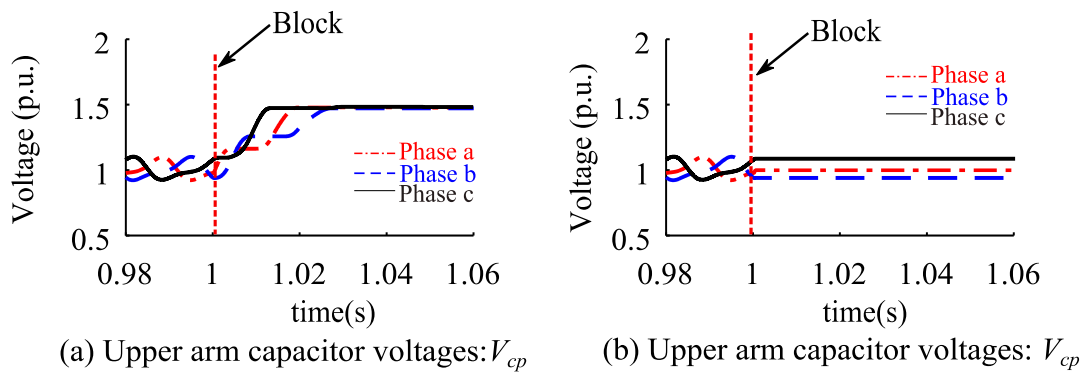 Block
2
1.5
1
0.5
Voltage (p.u.)
Phase a
Phase b
Phase c
0.98
1
1.02
1.04
1.06
time(s)
(a) Upper arm capacitor voltages:Vcp
Block
2
1.5
1
0.5
Voltage (p.u.)
Phase a
Phase b
Phase c
0.98
1
1.02
1.04
1.06
time(s)
(b) Upper arm capacitor voltages: Vcp